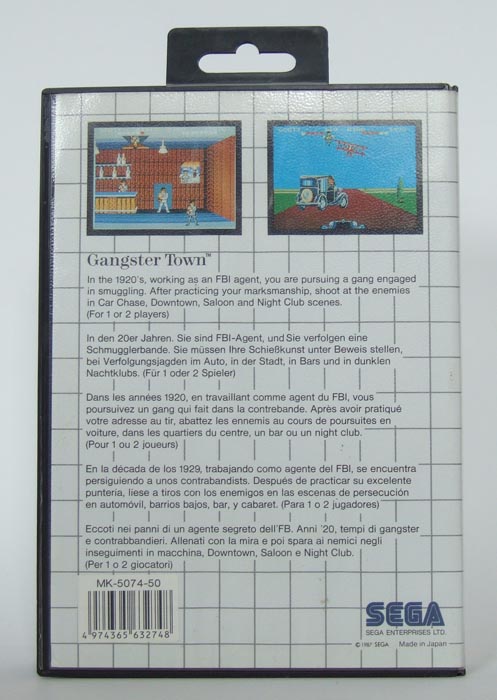 Gangster Town™
In the 1920's, working as an FBI agent, you are pursuing a gang engaged
in smuggling. After practicing your marksmanship, shoot at the enemies
in Car Chase, Downtown, Saloon and Night Club scenes.
(For 1 or 2 players)
In den 20er Jahren. Sie sind FBI-Agent, und Sie verfolgen eine
Schmugglerbande. Sie müssen Ihre Schießkunst unter Beweis stellen,
bei Verfolgungsjagden im Auto, in der Stadt, in Bars und in dunklen
Nachtklubs. (Für 1 oder 2 Spieler)
Dans les années 1920, en travaillant comme agent du FBI, vous
poursuivez un gang qui fait dans la contrebande. Après avoir pratiqué
votre adresse au tir, abattez les ennemis au cours de poursuites en
voiture, dans les quartiers du centre, un bar ou un night club.
(Pour 1 ou 2 joueurs)
En la década de los 1929, trabajando como agente del FBI, se encuentra
persiguiendo a unos contrabandists. Después de practicar su excelente
puntería, liese a tiros con los enemigos en las escenas de persecución
en automóvil, barrios bajos, bar, y cabaret. (Para 1 o 2 jugadores)
Eccoti nei panni di un agente segreto dell'FB. Anni '20, tempi di gangster
e contrabbandieri. Allenati con la mira e poi spara ai nemici negli
inseguimenti in macchina, Downtown, Saloon e Night Club.
(Per 1 o 2 giocatori)
MK-5074-50
4 974365 632748
SEGA
SEGA ENTERPRISES LTD.
© 1987 SEGA Made in Japan